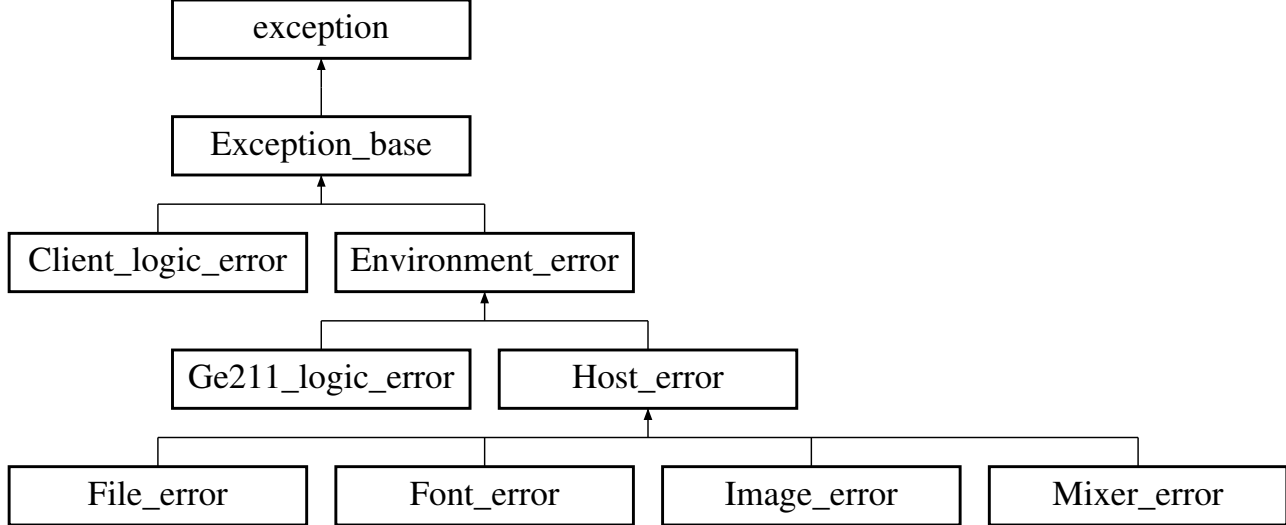 exception
Exception_base
Client_logic_error
Environment_error
Ge211_logic_error
Host_error
File_error
Font_error
Image_error
Mixer_error